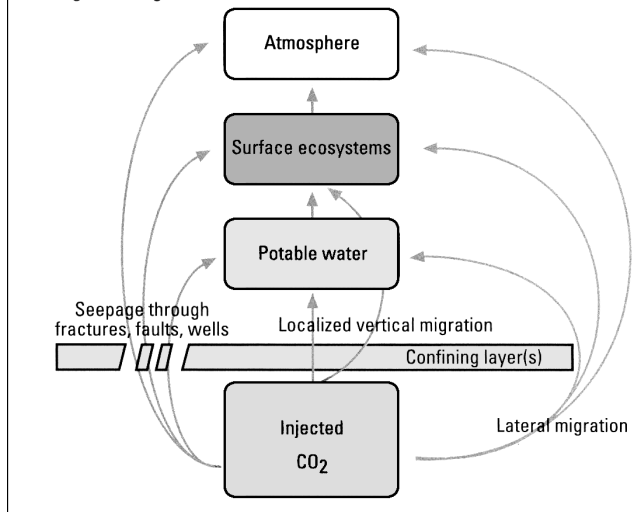 Atmosphere
Surface ecosystems
Potable water
Seepage through
fractures, faults, wells
Localized vertical migration
Confining layer(s)
Injected
CO2
Lateral migration